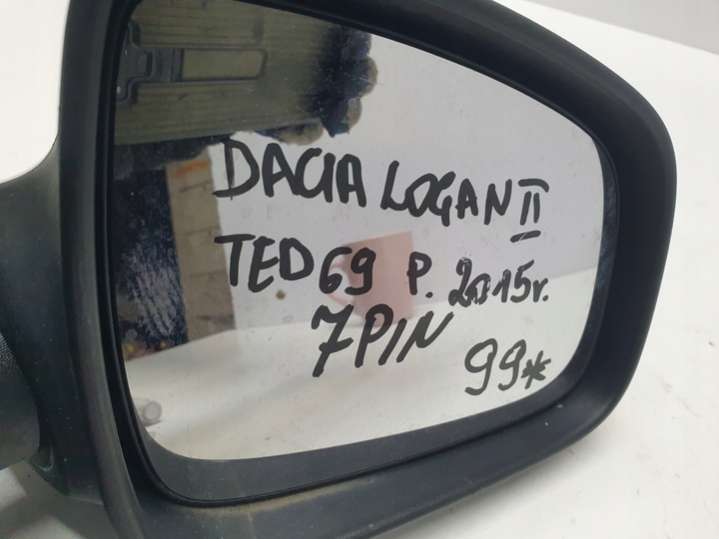 DACIA LOGAN II
TED69 P. 2015r.
7PIN
99*